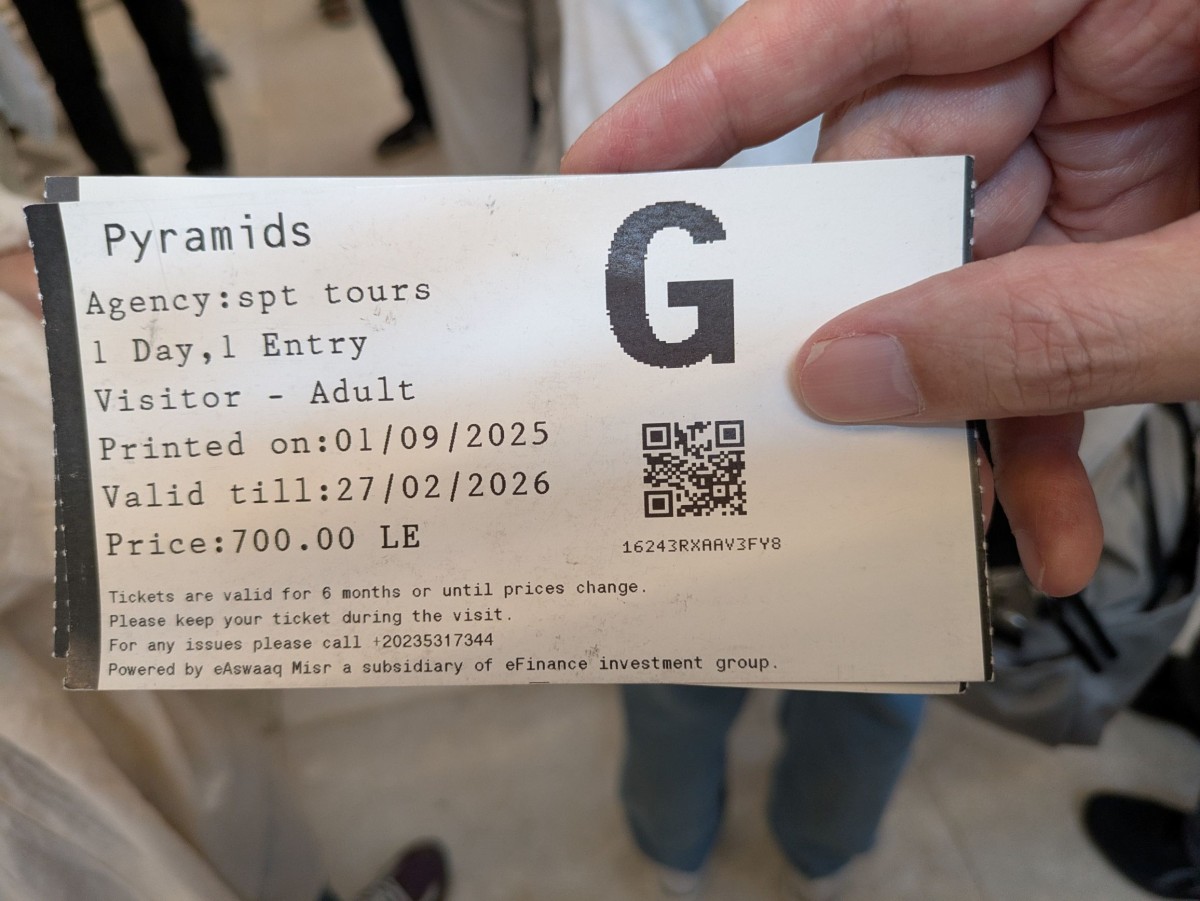 Pyramids
G
Agency:spt tours
1 Day,1 Entry
Visitor - Adult
Printed on:01/09/2025
Valid till:27/02/2026
Price:700.00 LE
16243RXAAV3FY8
Tickets are valid for 6 months or until prices change.
Please keep your ticket during the visit.
For any issues please call +20235317344
Powered by eAswaaq Misr a subsidiary of eFinance investment group.